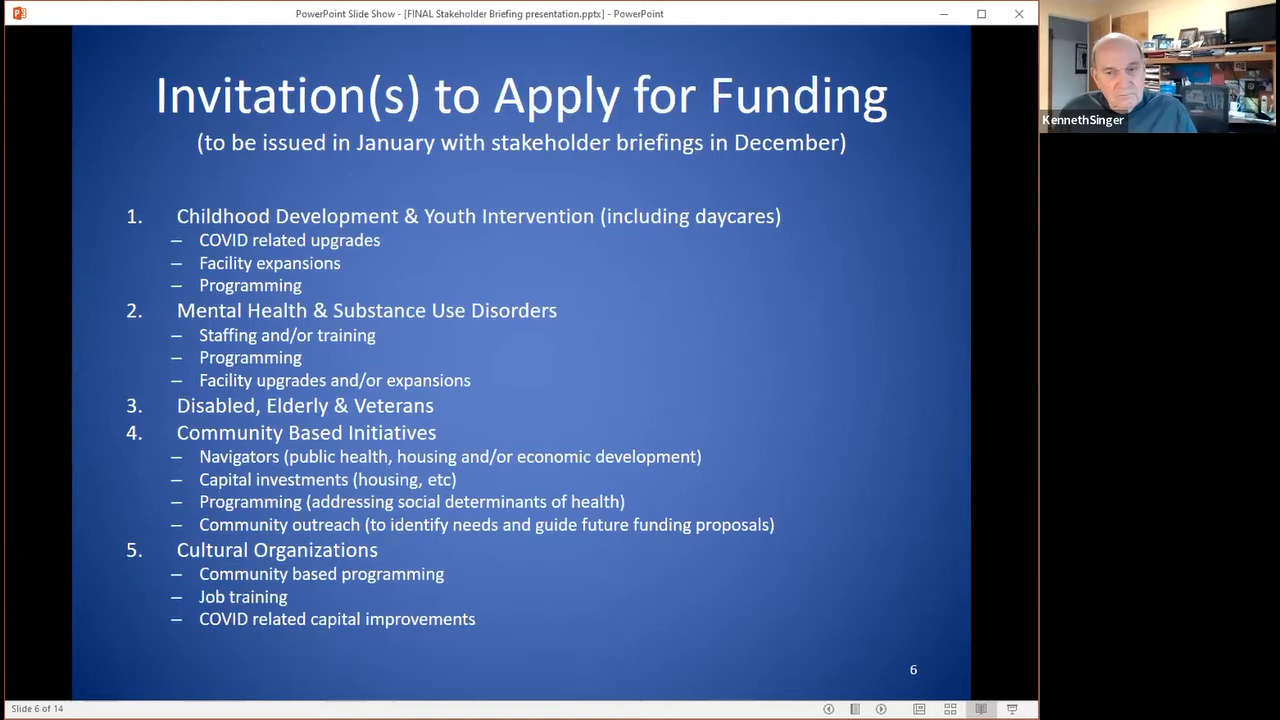 PowerPoint Slide Show - [FINAL Stakeholder Briefing presentation.pptx] - PowerPoint
Invitation(s) to Apply for Funding
(to be issued in January with stakeholder briefings in December)
1. Childhood Development & Youth Intervention (including daycares)
– COVID related upgrades
– Facility expansions
– Programming
2. Mental Health & Substance Use Disorders
– Staffing and/or training
– Programming
– Facility upgrades and/or expansions
3. Disabled, Elderly & Veterans
4. Community Based Initiatives
– Navigators (public health, housing and/or economic development)
– Capital investments (housing, etc)
– Programming (addressing social determinants of health)
– Community outreach (to identify needs and guide future funding proposals)
5. Cultural Organizations
– Community based programming
– Job training
– COVID related capital improvements
6
Slide 6 of 14
KennethSinger